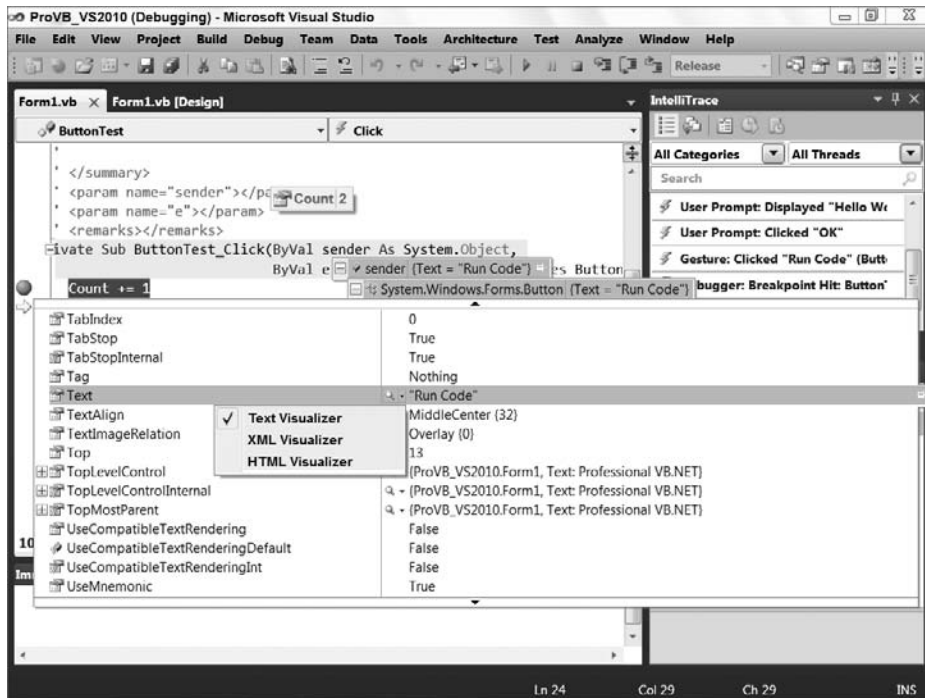 ProVB_VS2010 (Debugging) - Microsoft Visual Studio
File Edit View Project Build Debug Team Data Tools Architecture Test Analyze Window Help
Release
Form1.vb Form1.vb [Design]
ButtonTest Click
'
' </summary>
' <param name="sender"></pa
Count 2
' <param name="e"></param>
' <remarks></remarks>
ivate Sub ButtonTest_Click(ByVal sender As System.Object,
ByVal e sender {Text = "Run Code"} es Button
Count += 1
System.Windows.Forms.Button {Text = "Run Code"}
TabIndex 0
TabStop True
TabStopInternal True
Tag Nothing
Text "Run Code"
TextAlign MiddleCenter {32}
TextImageRelation Overlay {0}
Top 13
TopLevelControl {ProVB_VS2010.Form1, Text: Professional VB.NET}
TopLevelControlInternal {ProVB_VS2010.Form1, Text: Professional VB.NET}
TopMostParent {ProVB_VS2010.Form1, Text: Professional VB.NET}
UseCompatibleTextRendering False
UseCompatibleTextRenderingDefault False
UseCompatibleTextRenderingInt False
UseMnemonic True
Text Visualizer
XML Visualizer
HTML Visualizer
10
Im
IntelliTrace
All Categories All Threads
Search
User Prompt: Displayed "Hello Wo
User Prompt: Clicked "OK"
Gesture: Clicked "Run Code" (Butt
bugger: Breakpoint Hit: Button
Ln 24 Col 29 Ch 29 INS